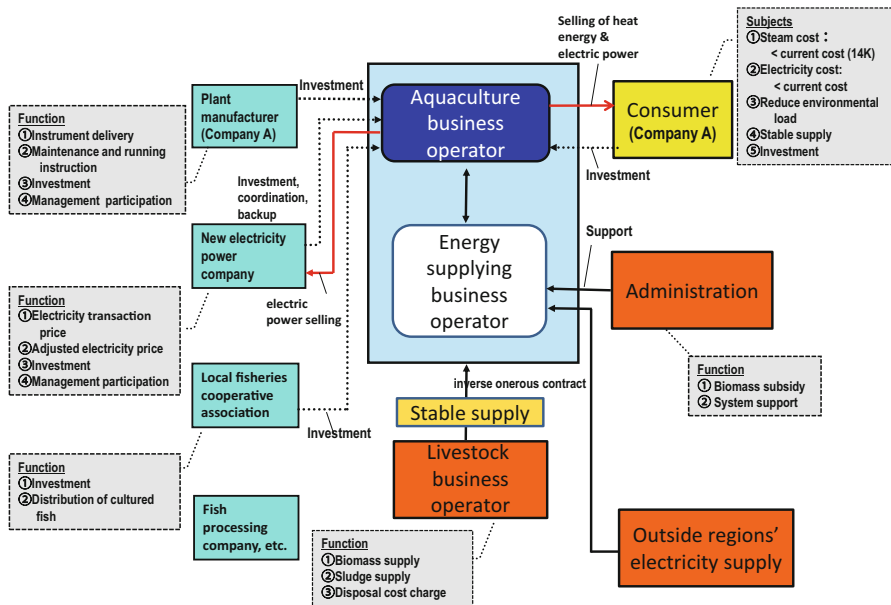 Selling of heat
energy &
electric power
Subjects
①Steam cost：
< current cost (14K)
②Electricity cost:
< current cost
③Reduce environmental
load
④Stable supply
⑤Investment
Investment
Plant
manufacturer
(Company A)
Aquaculture
business
operator
Consumer
(Company A)
Function
①Instrument delivery
②Maintenance and running
instruction
③Investment
④Management participation
Investment
Investment,
coordination,
backup
New electricity
power
company
Energy
supplying
business
operator
Support
Administration
electric
power selling
Function
①Electricity transaction
price
②Adjusted electricity price
③Investment
④Management participation
Local fisheries
cooperative
association
Investment
inverse onerous contract
Stable supply
Function
① Biomass subsidy
② System support
Livestock
business
operator
Function
①Investment
②Distribution of cultured
fish
Fish
processing
company, etc.
Function
①Biomass supply
②Sludge supply
③Disposal cost charge
Outside regions’
electricity supply